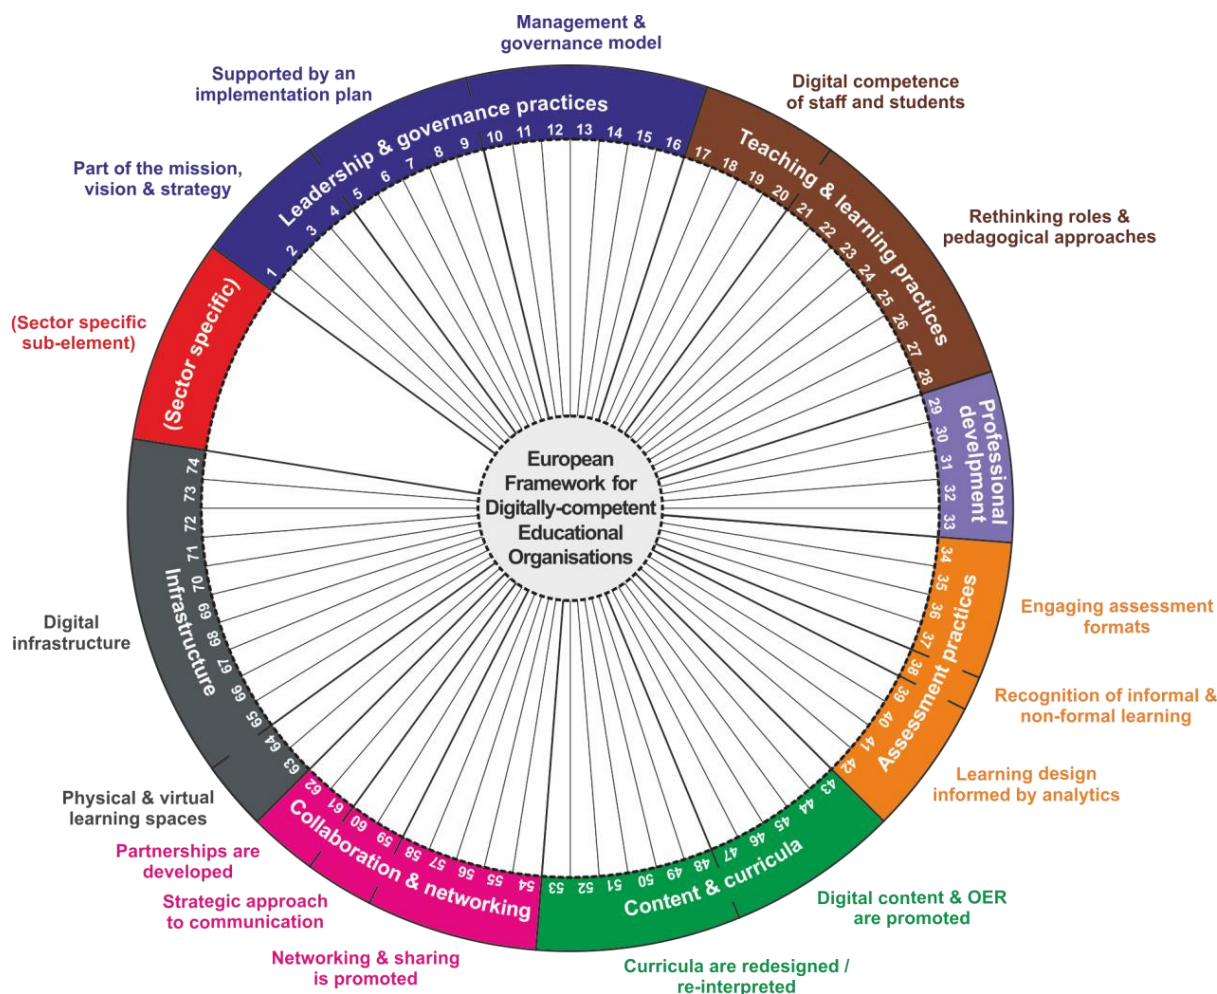 Management &
governance model
Supported by an
implementation plan
Digital competence
of staff and students
Part of the mission,
vision & strategy
Rethinking roles &
pedagogical approaches
(Sector specific
sub-element)
Leadership & governance practices
Teaching & learning practices
Professional
develpment
(Sector specific)
Assessment practices
Infrastructure
Collaboration & networking
Content & curricula
1 2 3 4 5 6 7 8 9 10 11 12 13 14 15 16
17 18 19 20 21 22 23 24 25 26 27 28
29 30 31 32 33
34 35 36 37 38 39 40 41 42
43 44 45 46 47 48 49 50 51 52 53
54 55 56 57 58 59 60 61 62
63 64 65 66 67 68 69 70 71 72 73 74
European
Framework for
Digitally-competent
Educational
Organisations
Engaging assessment
formats
Recognition of informal &
non-formal learning
Learning design
informed by analytics
Digital content & OER
are promoted
Curricula are redesigned /
re-interpreted
Networking & sharing
is promoted
Strategic approach
to communication
Partnerships are
developed
Physical & virtual
learning spaces
Digital
infrastructure